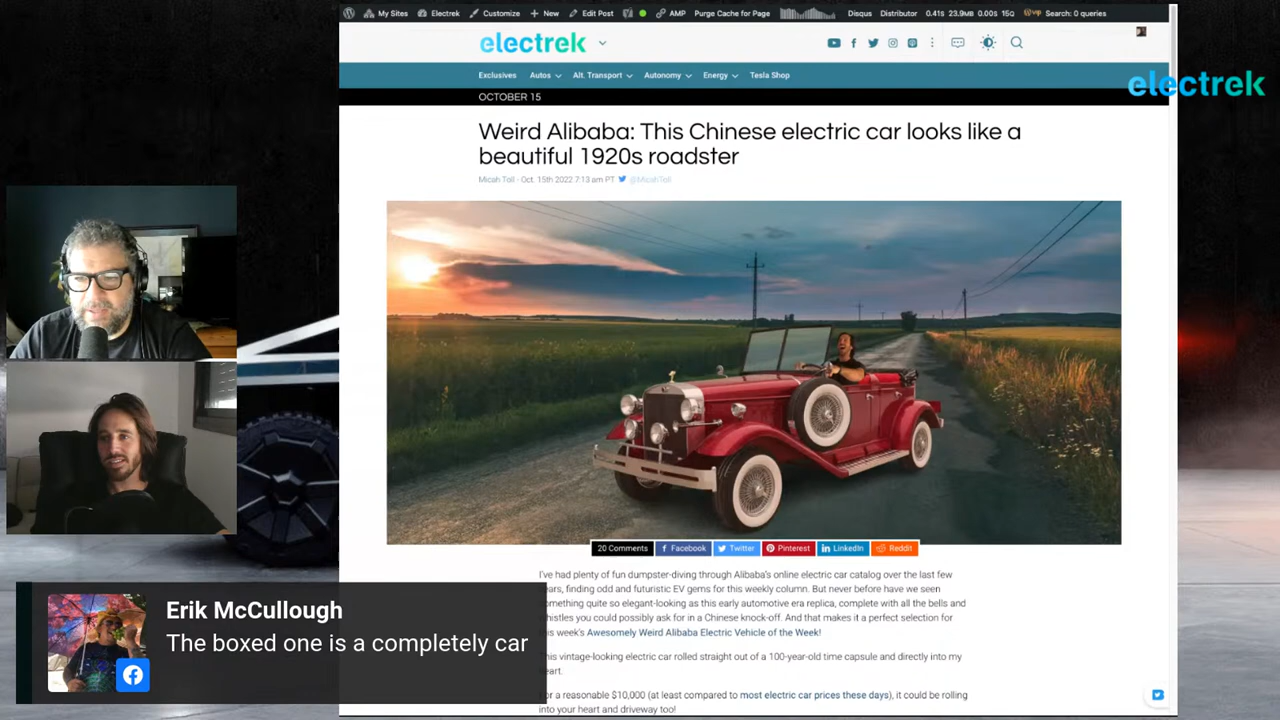 My Sites Electrek Customize New Edit Post AMP Purge Cache for Page Disqus Distributor 0.41s 23.9MB 0.00s 15Q Search: 0 queries
electrek
Exclusives Autos Alt. Transport Autonomy Energy Tesla Shop
electrek
OCTOBER 15
Weird Alibaba: This Chinese electric car looks like a
beautiful 1920s roadster
Micah Toll - Oct. 15th 2022 7:13 am PT @MicahToll
20 Comments Facebook Twitter Pinterest LinkedIn Reddit
I've had plenty of fun dumpster-diving through Alibaba's online electric car catalog over the last few
ears, finding odd and futuristic EV gems for this weekly column. But never before have we seen
omething quite so elegant-looking as this early automotive era replica, complete with all the bells and
histles you could possibly ask for in a Chinese knock-off. And that makes it a perfect selection for
is week's Awesomely Weird Alibaba Electric Vehicle of the Week!
his vintage-looking electric car rolled straight out of a 100-year-old time capsule and directly into my
eart.
or a reasonable $10,000 (at least compared to most electric car prices these days), it could be rolling
into your heart and driveway too!
Erik McCullough
The boxed one is a completely car